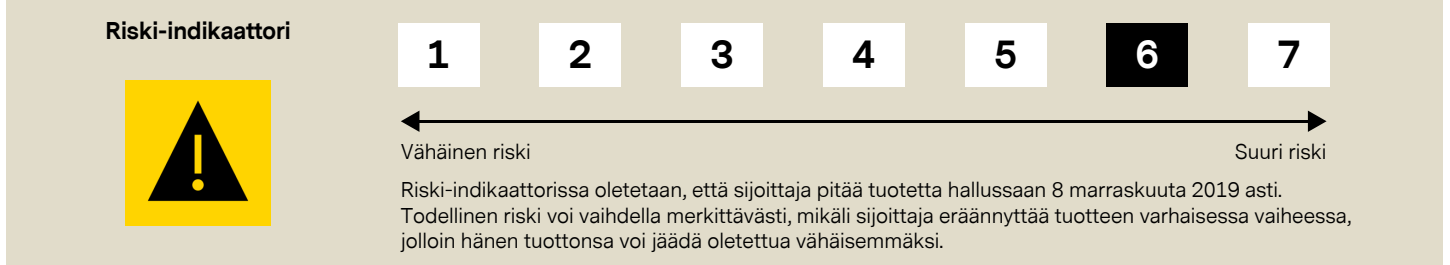 Riski-indikaattori
1 2 3 4 5 6 7
!
Vähäinen riski Suuri riski
Riski-indikaattorissa oletetaan, että sijoittaja pitää tuotetta hallussaan 8 marraskuuta 2019 asti.
Todellinen riski voi vaihdella merkittävästi, mikäli sijoittaja eräännyttää tuotteen varhaisessa vaiheessa,
jolloin hänen tuottonsa voi jäädä oletettua vähäisemmäksi.